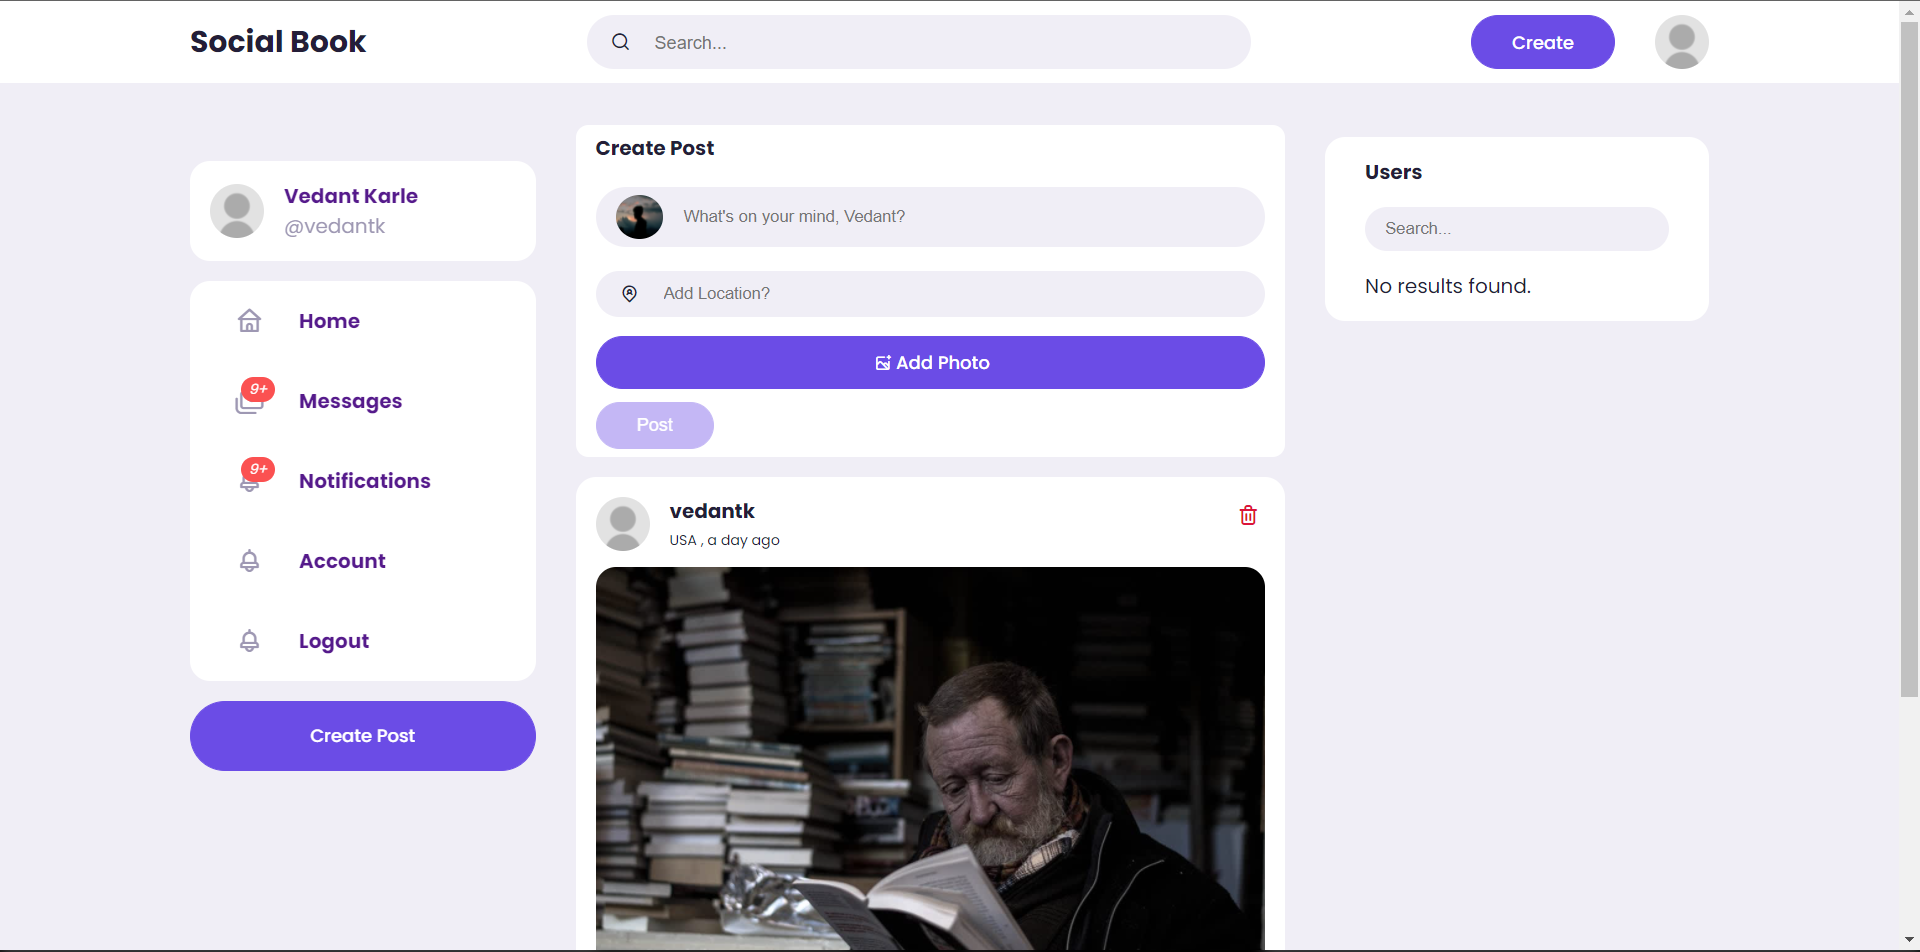 Social Book
Search...
Create
Vedant Karle
@vedantk
Home
9+
Messages
9+
Notifications
Account
Logout
Create Post
Create Post
What's on your mind, Vedant?
Add Location?
Add Photo
Post
vedantk
USA , a day ago
Users
Search...
No results found.